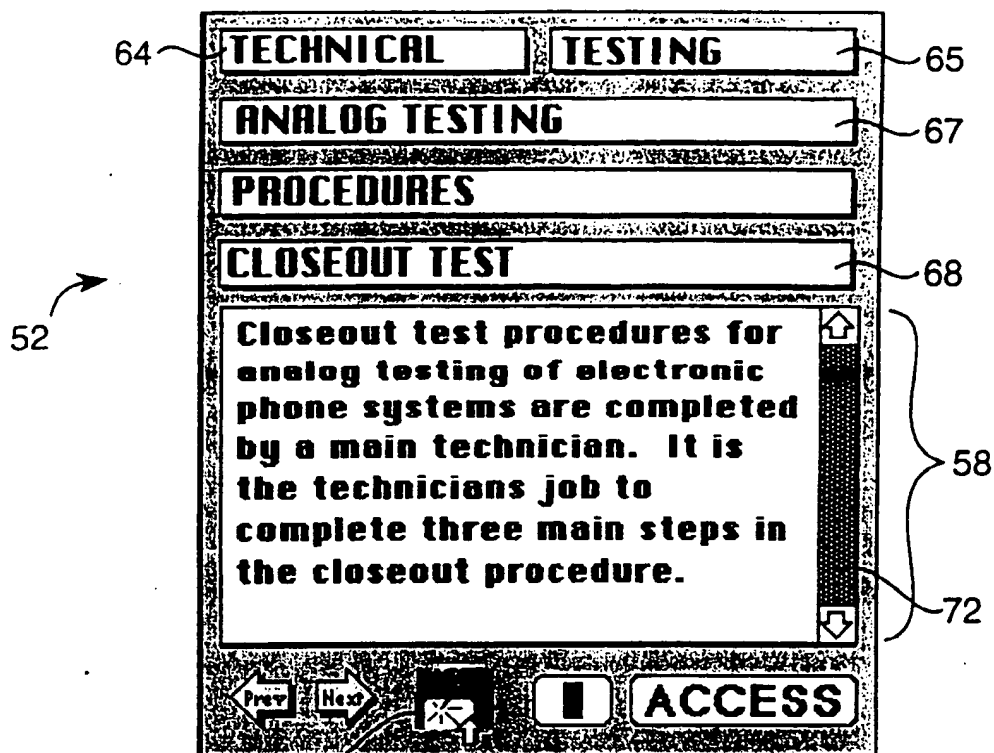 64 TECHNICAL TESTING 65
ANALOG TESTING 67
PROCEDURES
CLOSEOUT TEST 68
52
Closeout test procedures for
analog testing of electronic
phone systems are completed
by a main technician. It is
the technicians job to
complete three main steps in
the closeout procedure.
58
72
Prev Next ACCESS